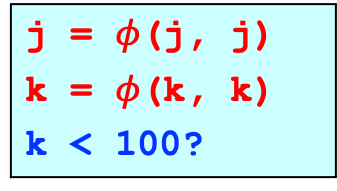 j = ϕ(j, j)
k = ϕ(k, k)
k < 100?